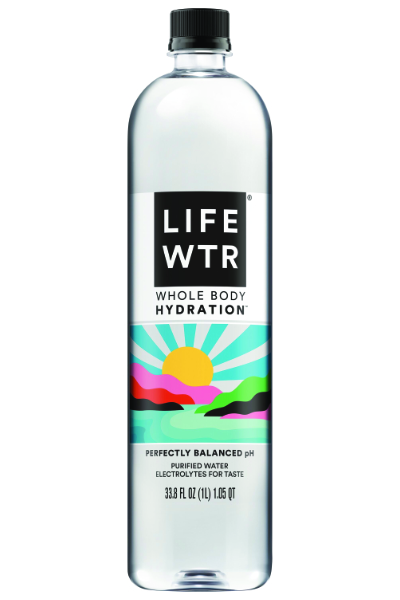 LIFE
WTR®
WHOLE BODY
HYDRATION™
PERFECTLY BALANCED pH
PURIFIED WATER
ELECTROLYTES FOR TASTE
33.8 FL OZ (1L) 1.05 QT